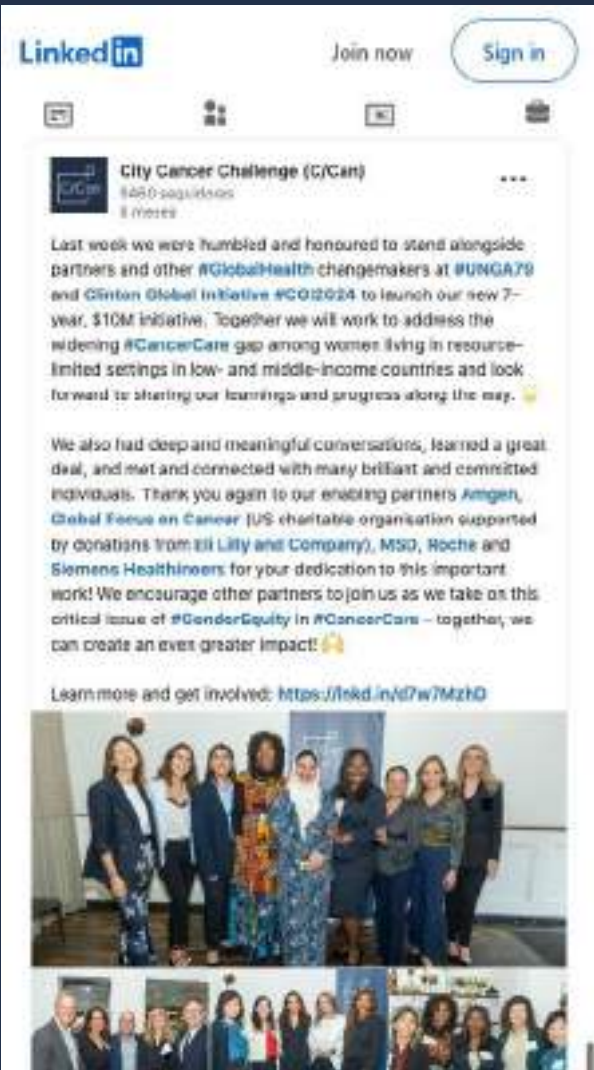 LinkedIn
Join now
Sign in
C/Can
City Cancer Challenge (C/Can)
seguidores
meses
Last week we were humbled and honoured to stand alongside
partners and other #GlobalHealth changemakers at #UNGA79
and Clinton Global Initiative #CGI2024 to launch our new 7-
year, $10M initiative. Together we will work to address the
widening #CancerCare gap among women living in resource-
limited settings in low- and middle-income countries and look
forward to sharing our learnings and progress along the way.
We also had deep and meaningful conversations, learned a great
deal, and met and connected with many brilliant and committed
individuals. Thank you again to our enabling partners Amgen,
Global Focus on Cancer (US charitable organisation supported
by donations from Eli Lilly and Company), MSD, Roche and
Siemens Healthineers for your dedication to this important
work! We encourage other partners to join us as we take on this
critical issue of #GenderEquity in #CancerCare – together, we
can create an even greater impact!
Learn more and get involved: https://lnkd.in/d7w7MzhD